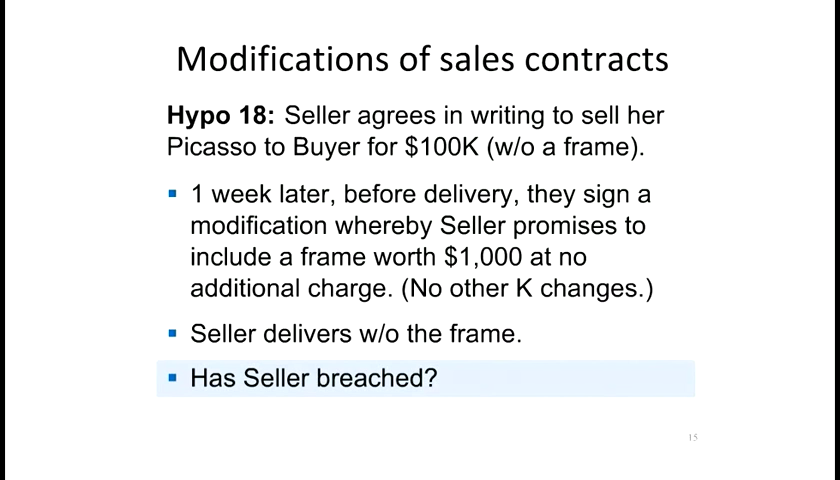 Modifications of sales contracts
Hypo 18: Seller agrees in writing to sell her
Picasso to Buyer for $100K (w/o a frame).
▪ 1 week later, before delivery, they sign a
modification whereby Seller promises to
include a frame worth $1,000 at no
additional charge. (No other K changes.)
▪ Seller delivers w/o the frame.
▪ Has Seller breached?
15